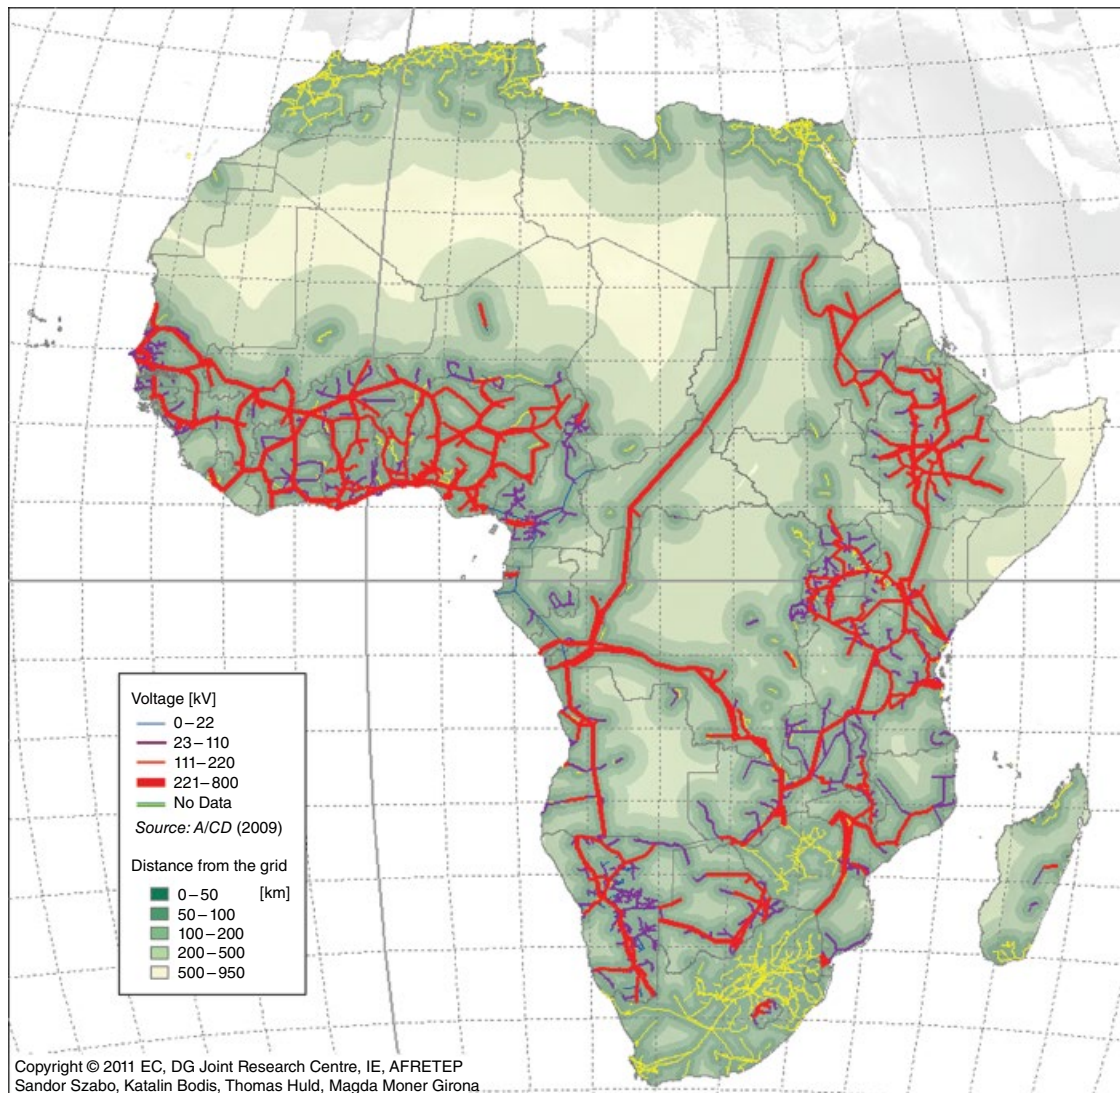 Voltage [kV]
0–22
23–110
111–220
221–800
No Data
Source: A/CD (2009)
Distance from the grid
[km]
0–50
50–100
100–200
200–500
500–950
Copyright © 2011 EC, DG Joint Research Centre, IE, AFRETEP
Sandor Szabo, Katalin Bodis, Thomas Huld, Magda Moner Girona